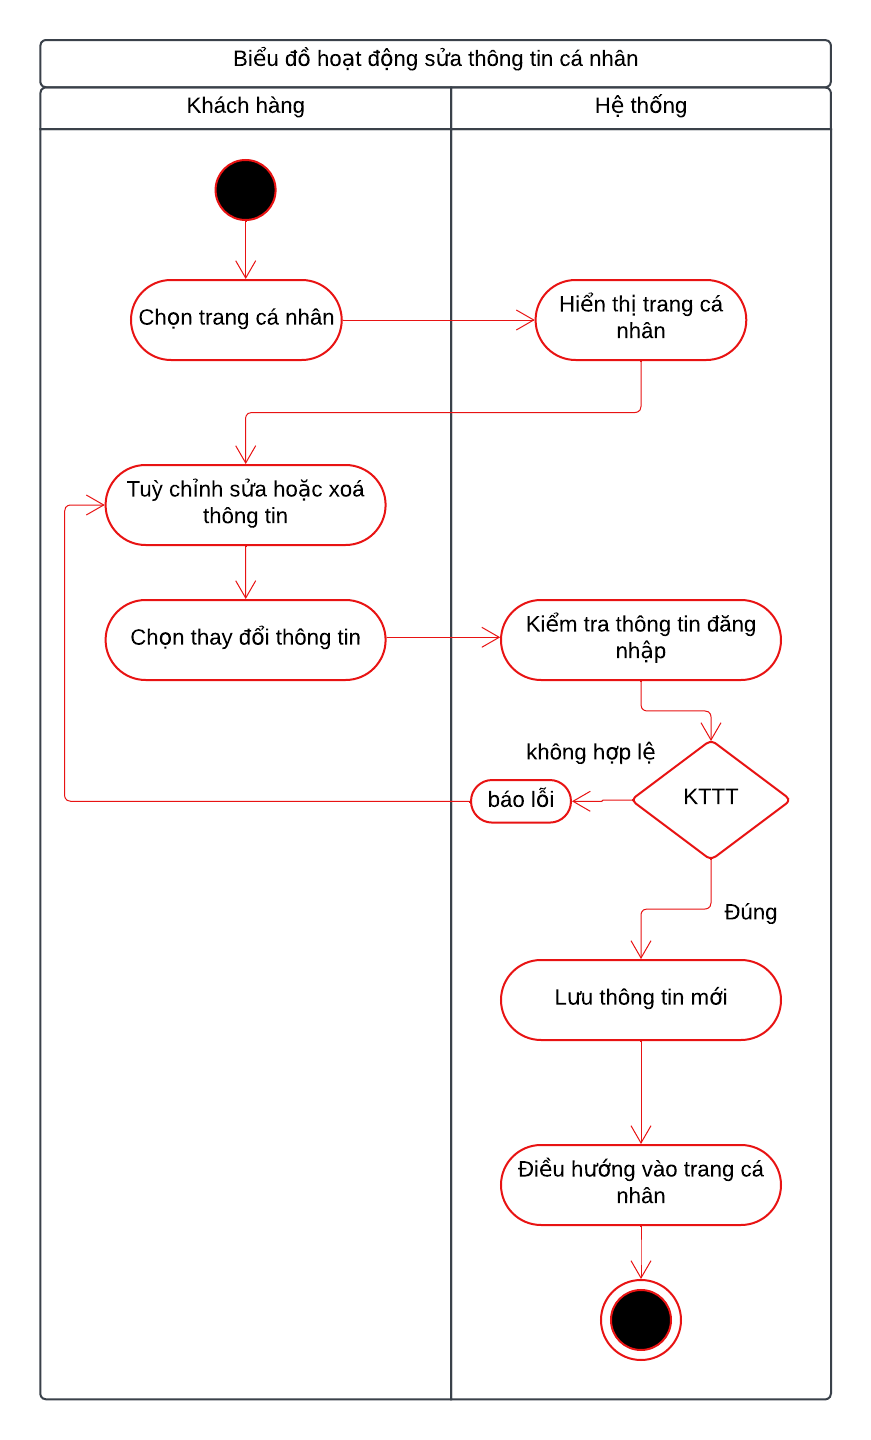 Biểu đồ hoạt động sửa thông tin cá nhân
Khách hàng
Hệ thống
Chọn trang cá nhân
Hiển thị trang cá
nhân
Tuỳ chỉnh sửa hoặc xoá
thông tin
Chọn thay đổi thông tin
Kiểm tra thông tin đăng
nhập
không hợp lệ
báo lỗi
KTTT
Đúng
Lưu thông tin mới
Điều hướng vào trang cá
nhân